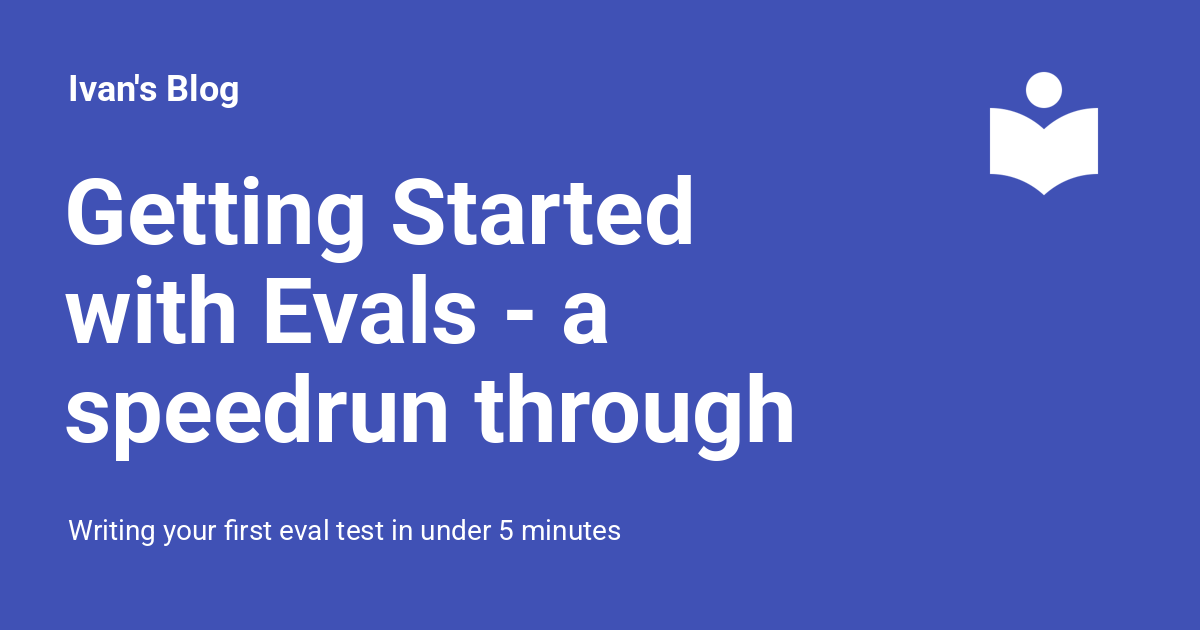 Ivan's Blog
Getting Started
with Evals - a
speedrun through
Writing your first eval test in under 5 minutes